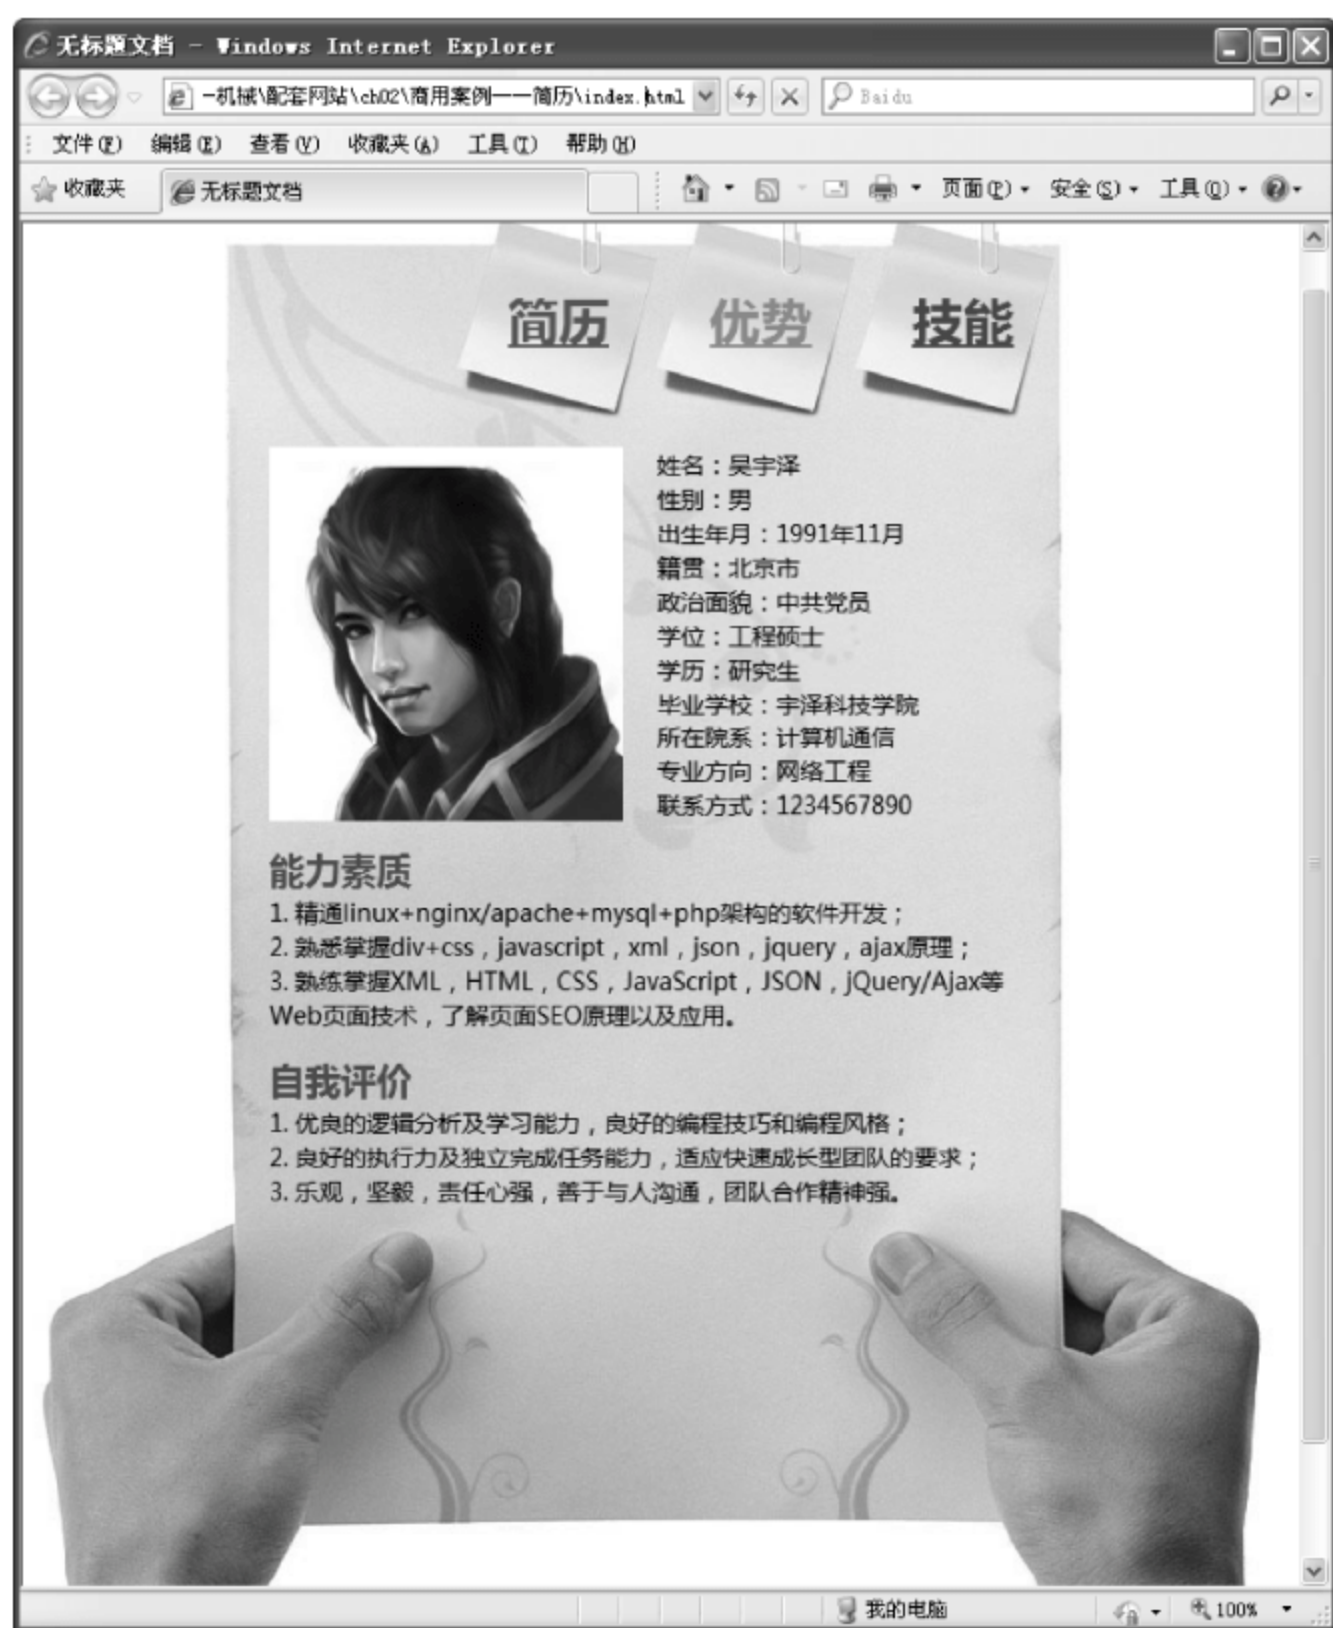 无标题文档 - Windows Internet Explorer
—机械\配套网站\ch02\商用案例——简历\index.html
Baidu
文件(F) 编辑(E) 查看(V) 收藏夹(A) 工具(T) 帮助(H)
收藏夹 无标题文档 页面(P) 安全(S) 工具(O)
简历 优势 技能
姓名：吴宇泽
性别：男
出生年月：1991年11月
籍贯：北京市
政治面貌：中共党员
学位：工程硕士
学历：研究生
毕业学校：宇泽科技学院
所在院系：计算机通信
专业方向：网络工程
联系方式：1234567890
能力素质
1. 精通linux+nginx/apache+mysql+php架构的软件开发；
2. 熟悉掌握div+css，javascript，xml，json，jquery，ajax原理；
3. 熟练掌握XML，HTML，CSS，JavaScript，JSON，jQuery/Ajax等
Web页面技术，了解页面SEO原理以及应用。
自我评价
1. 优良的逻辑分析及学习能力，良好的编程技巧和编程风格；
2. 良好的执行力及独立完成任务能力，适应快速成长型团队的要求；
3. 乐观，坚毅，责任心强，善于与人沟通，团队合作精神强。
我的电脑 100%